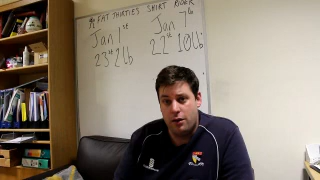 FAT THIRTIES SHIRT RIDER
Jan 1st Jan 7th
23st 2lb 22st 10lb